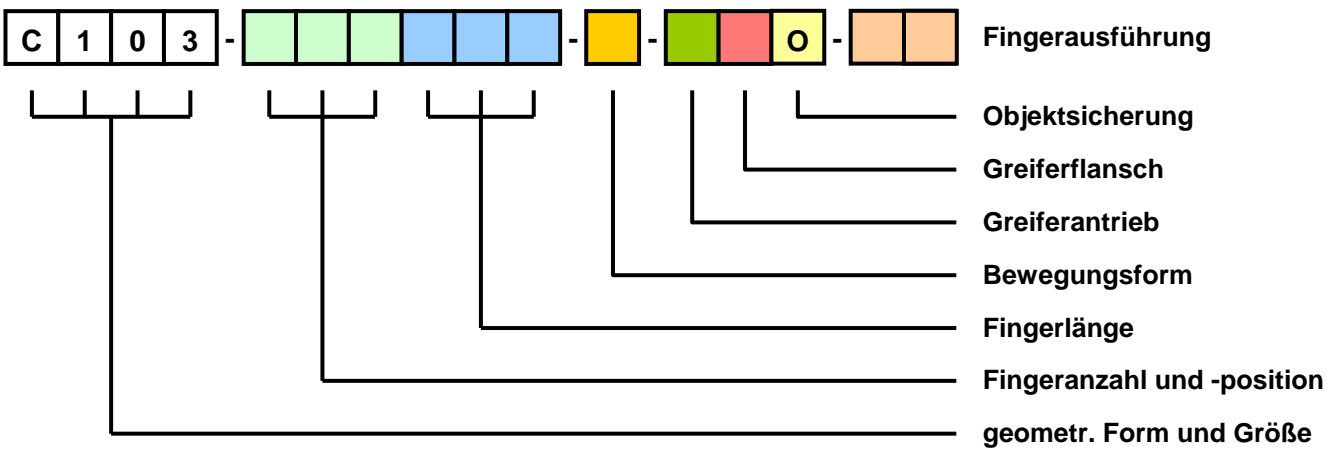 C 1 0 3 - - - O - Fingerausführung
Objektsicherung
Greiferflansch
Greiferantrieb
Bewegungsform
Fingerlänge
Fingeranzahl und -position
geometr. Form und Größe